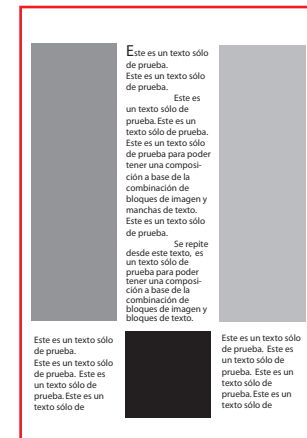 Este es un texto sólo
de prueba.
Este es un texto sólo
de prueba.
Este es
un texto sólo de
prueba. Este es un
texto sólo de prueba.
Este es un texto sólo
de prueba para poder
tener una composi-
ción a base de la
combinación de
bloques de imagen y
manchas de texto.
Este es un texto sólo
de prueba.
Se repite
desde este texto, es
un texto sólo de
prueba para poder
tener una composi-
ción a base de la
combinación de
bloques de imagen y
bloques de texto.
Este es un texto sólo
de prueba.
Este es un texto sólo
de prueba. Este es
un texto sólo de
prueba. Este es un
texto sólo de
Este es un texto sólo
de prueba. Este es
un texto sólo de
prueba. Este es un
texto sólo de
prueba. Este es un
texto sólo de